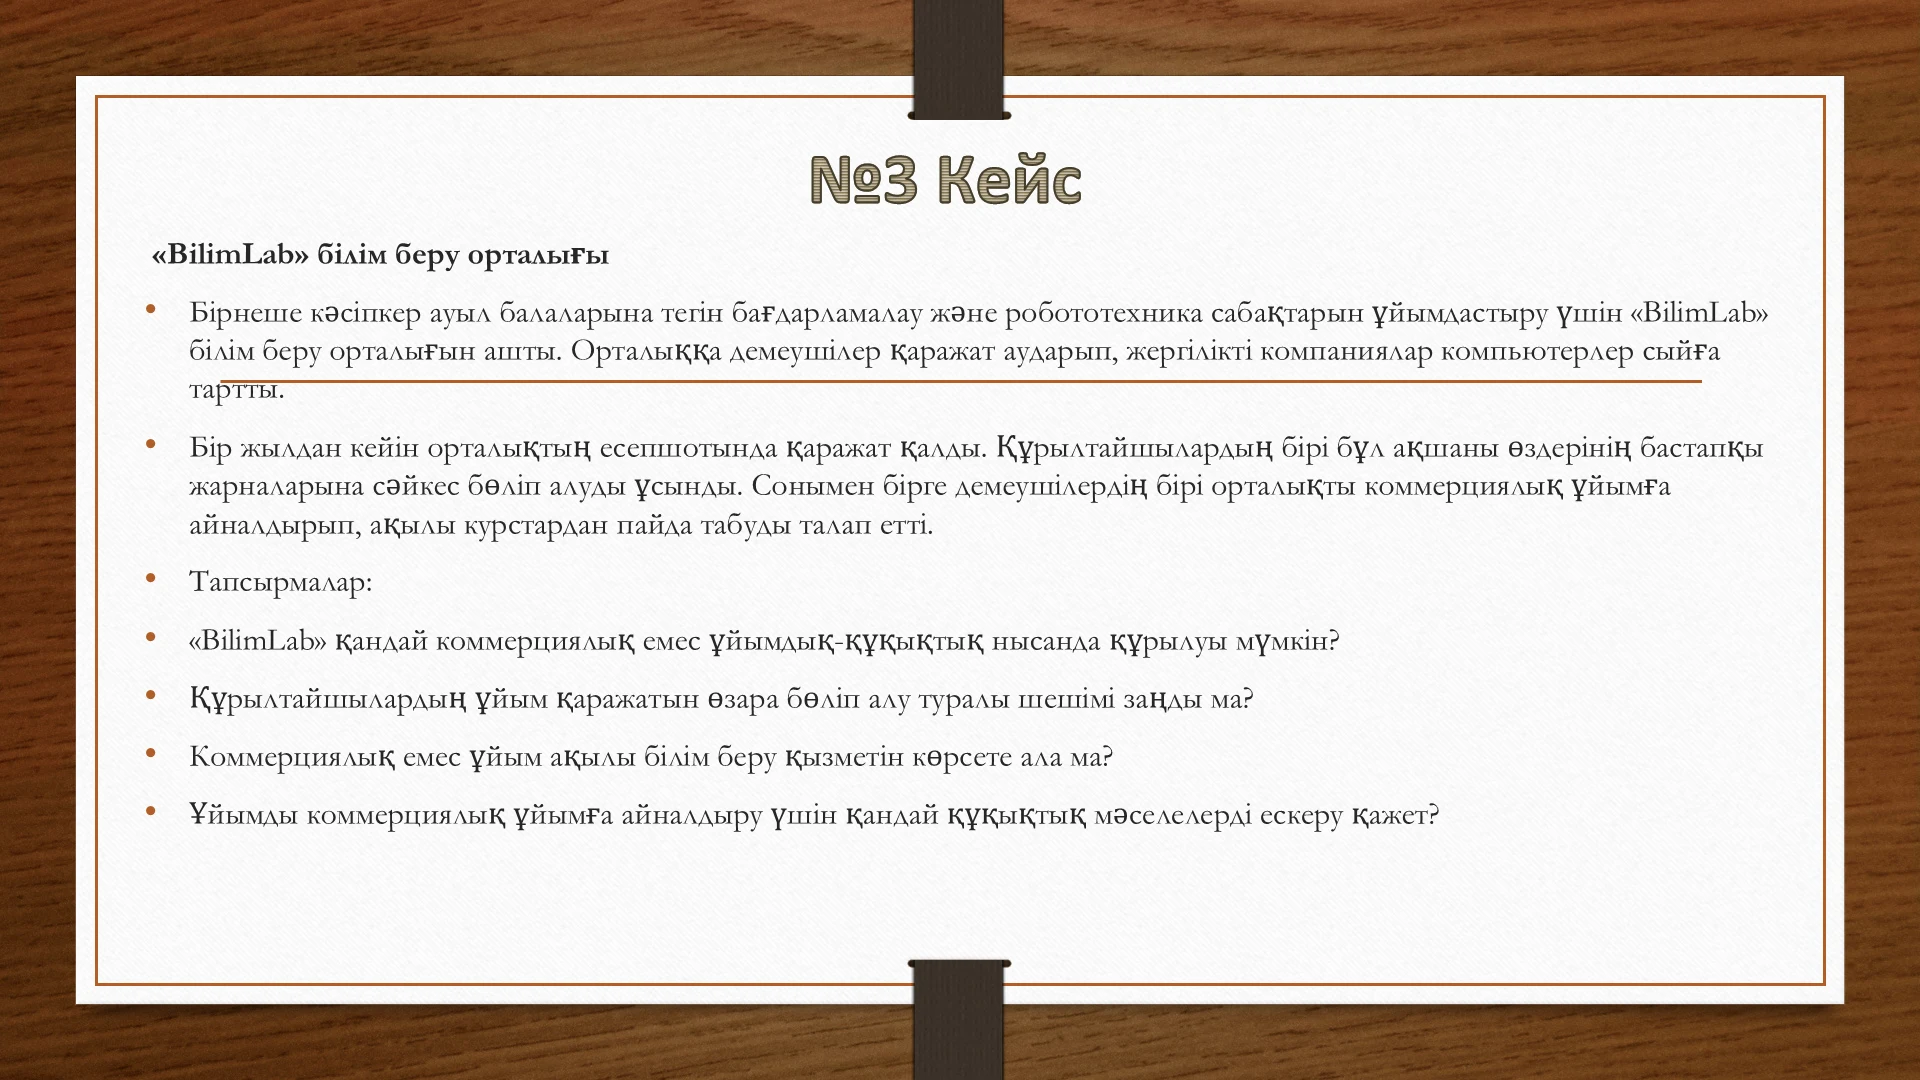 №3 Кейс
«BilimLab» білім беру орталығы
• Бірнеше кәсіпкер ауыл балаларына тегін бағдарламалау және робототехника сабақтарын ұйымдастыру үшін «BilimLab»
білім беру орталығын ашты. Орталыққа демеушілер қаражат аударып, жергілікті компаниялар компьютерлер сыйға
тартты.
• Бір жылдан кейін орталықтың есепшотында қаражат қалды. Құрылтайшылардың бірі бұл ақшаны өздерінің бастапқы
жарналарына сәйкес бөліп алуды ұсынды. Сонымен бірге демеушілердің бірі орталықты коммерциялық ұйымға
айналдырып, ақылы курстардан пайда табуды талап етті.
• Тапсырмалар:
• «BilimLab» қандай коммерциялық емес ұйымдық-құқықтық нысанда құрылуы мүмкін?
• Құрылтайшылардың ұйым қаражатын өзара бөліп алу туралы шешімі заңды ма?
• Коммерциялық емес ұйым ақылы білім беру қызметін көрсете ала ма?
• Ұйымды коммерциялық ұйымға айналдыру үшін қандай құқықтық мәселелерді ескеру қажет?